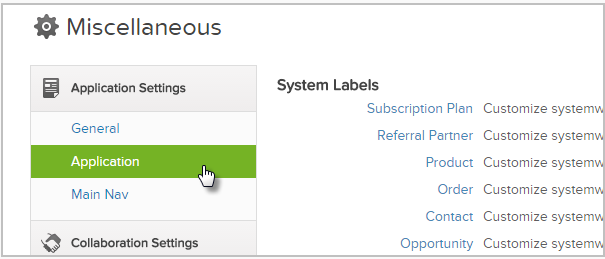 Miscellaneous
Application Settings
General
Application
Main Nav
Collaboration Settings
System Labels
Subscription Plan Customize systemw
Referral Partner Customize systemw
Product Customize systemw
Order Customize systemw
Contact Customize systemw
Opportunity Customize systemw